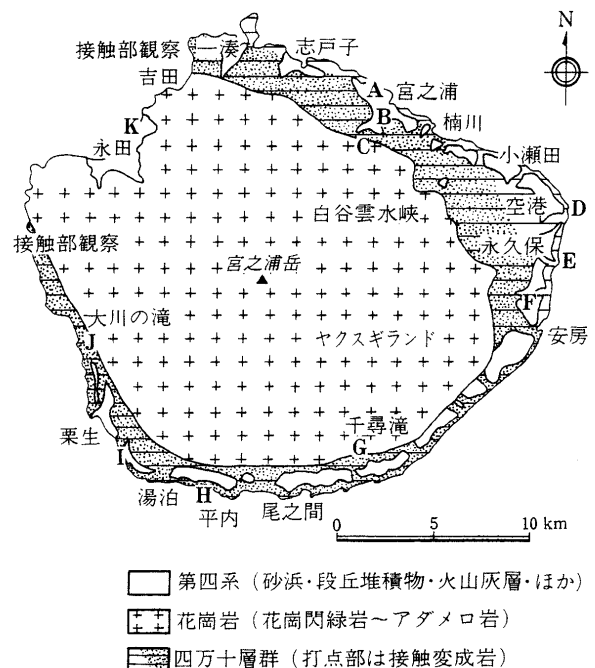 N
接触部観察
一湊
志戸子
吉田
A
宮之浦
B
楠川
K
C
永田
小瀬田
白谷雲水峡
空港
D
接触部観察
永久保
E
宮之浦岳
大川の滝
F
ヤクスギランド
安房
J
千尋滝
栗生
G
I
湯泊
H
平内
尾之間
0 5 10 km
第四系(砂浜・段丘堆積物・火山灰層・ほか)
花崗岩(花崗閃緑岩~アダメロ岩)
四万十層群(打点部は接触変成岩)